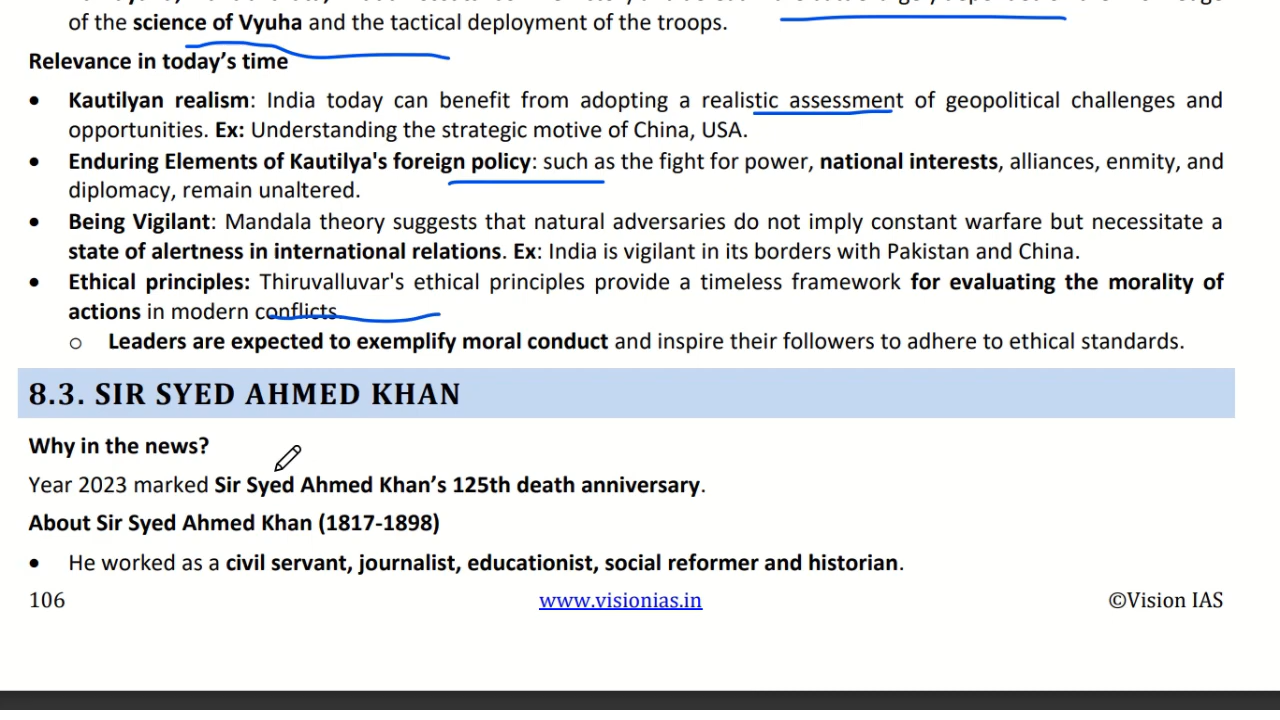 of the science of Vyuha and the tactical deployment of the troops.
Relevance in today's time
• Kautilyan realism: India today can benefit from adopting a realistic assessment of geopolitical challenges and
opportunities. Ex: Understanding the strategic motive of China, USA.
• Enduring Elements of Kautilya's foreign policy: such as the fight for power, national interests, alliances, enmity, and
diplomacy, remain unaltered.
• Being Vigilant: Mandala theory suggests that natural adversaries do not imply constant warfare but necessitate a
state of alertness in international relations. Ex: India is vigilant in its borders with Pakistan and China.
• Ethical principles: Thiruvalluvar's ethical principles provide a timeless framework for evaluating the morality of
actions in modern conflicts
o Leaders are expected to exemplify moral conduct and inspire their followers to adhere to ethical standards.
8.3. SIR SYED AHMED KHAN
Why in the news?
Year 2023 marked Sir Syed Ahmed Khan's 125th death anniversary.
About Sir Syed Ahmed Khan (1817-1898)
• He worked as a civil servant, journalist, educationist, social reformer and historian.
106 www.visionias.in ©Vision IAS